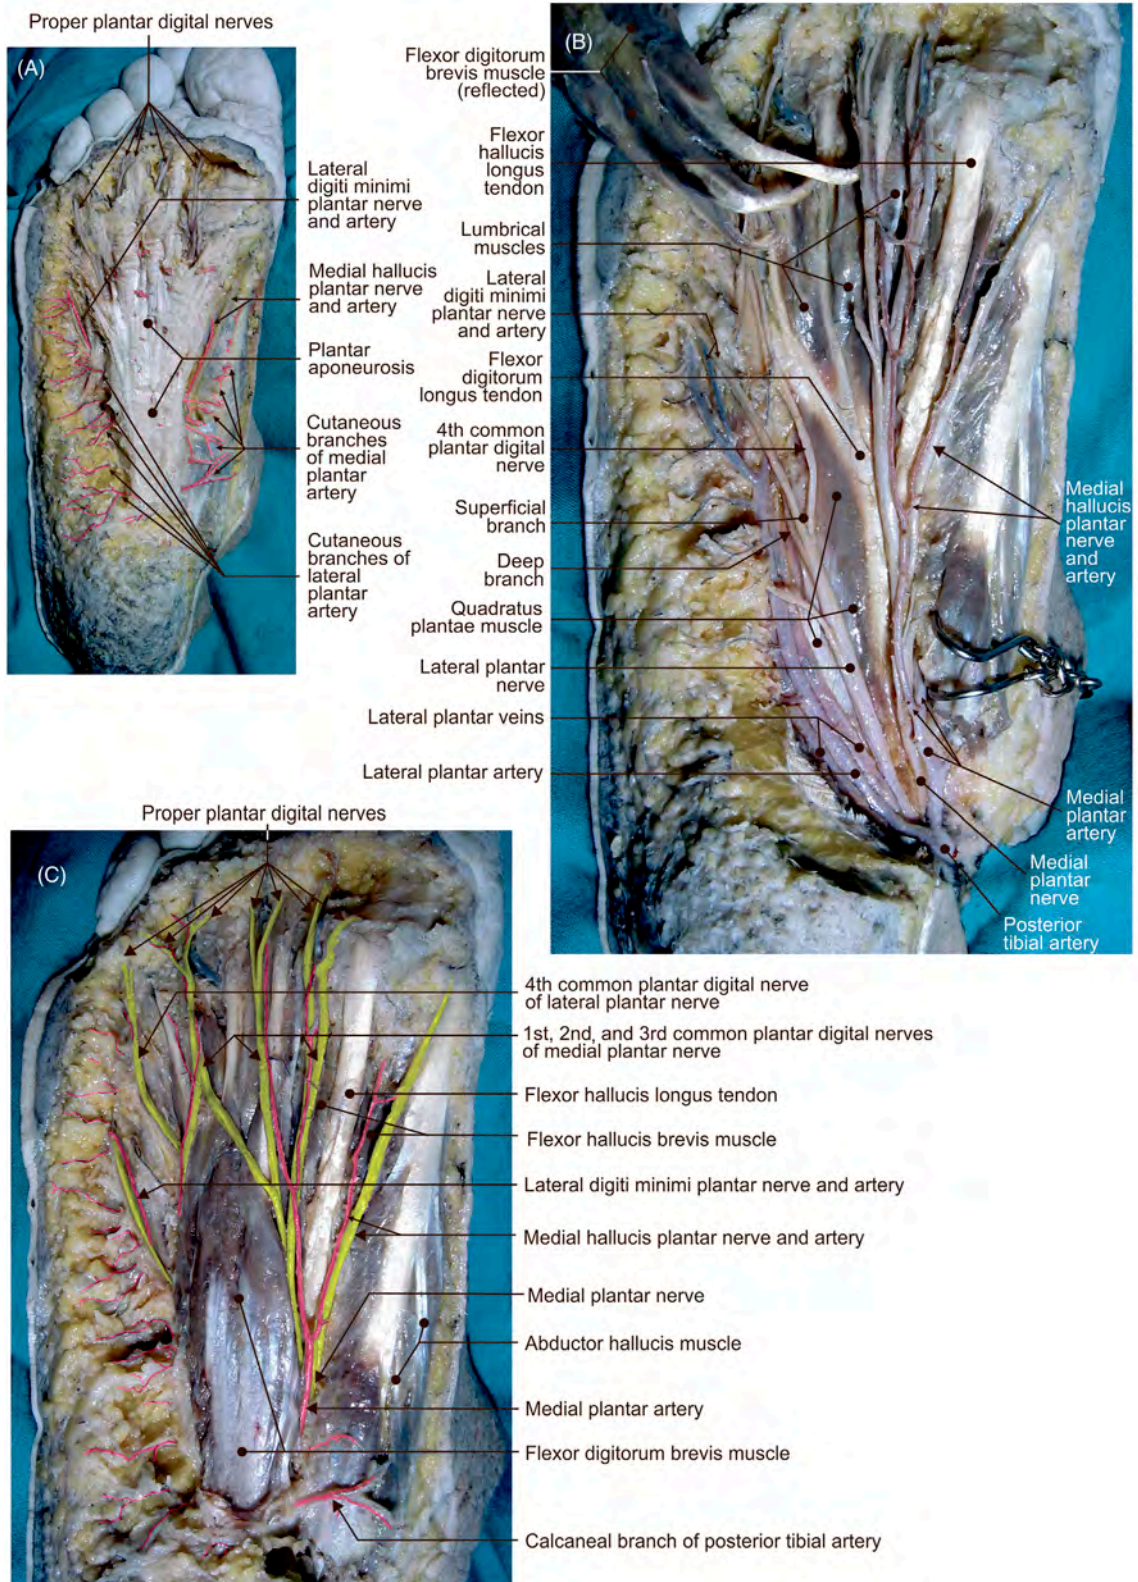 Proper plantar digital nerves
(A)
Lateral
digiti minimi
plantar nerve
and artery
Medial hallucis
plantar nerve
and artery
Plantar
aponeurosis
Cutaneous
branches
of medial
plantar
artery
Cutaneous
branches of
lateral
plantar
artery
(B)
Flexor digitorum
brevis muscle
(reflected)
Flexor
hallucis
longus
tendon
Lumbrical
muscles
Lateral
digiti minimi
plantar nerve
and artery
Flexor
digitorum
longus tendon
4th common
plantar digital
nerve
Superficial
branch
Deep
branch
Quadratus
plantae muscle
Lateral plantar
nerve
Lateral plantar veins
Lateral plantar artery
Medial
hallucis
plantar
nerve
and
artery
Medial
plantar
artery
Medial
plantar
nerve
Posterior
tibial artery
Proper plantar digital nerves
(C)
4th common plantar digital nerve
of lateral plantar nerve
1st, 2nd, and 3rd common plantar digital nerves
of medial plantar nerve
Flexor hallucis longus tendon
Flexor hallucis brevis muscle
Lateral digiti minimi plantar nerve and artery
Medial hallucis plantar nerve and artery
Medial plantar nerve
Abductor hallucis muscle
Medial plantar artery
Flexor digitorum brevis muscle
Calcaneal branch of posterior tibial artery